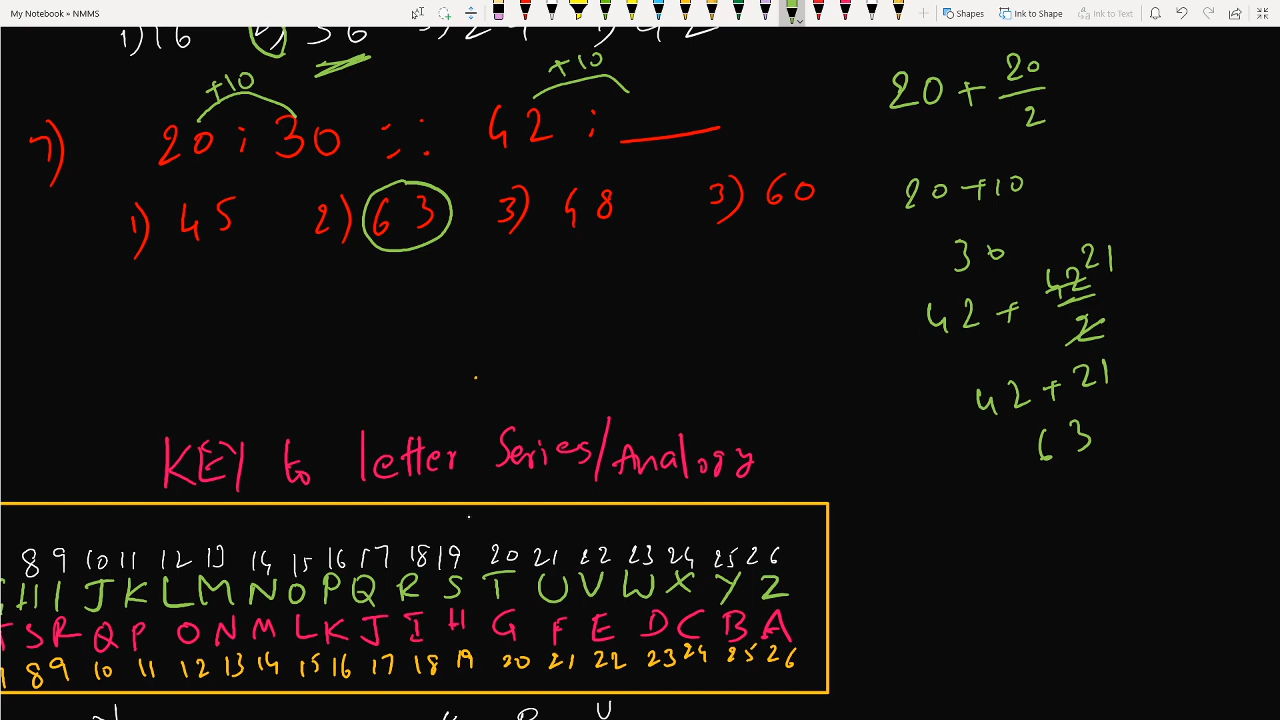 My Notebook » NMMS
Shapes
Ink to Shape
Ink to Text
1) 16
36
+10
+10
7) 20 : 30 :: 42 : ___
1) 45 2) 63 3) 48 3) 60
20 + 20/2
20 + 10
30
42 + 42/2 21
42 + 21
63
KEY to letter Series/Analogy
8 9 10 11 12 13 14 15 16 17 18 19 20 21 22 23 24 25 26
H I J K L M N O P Q R S T U V W X Y Z
S R Q P O N M L K J I H G F E D C B A
8 9 10 11 12 13 14 15 16 17 18 19 20 21 22 23 24 25 26